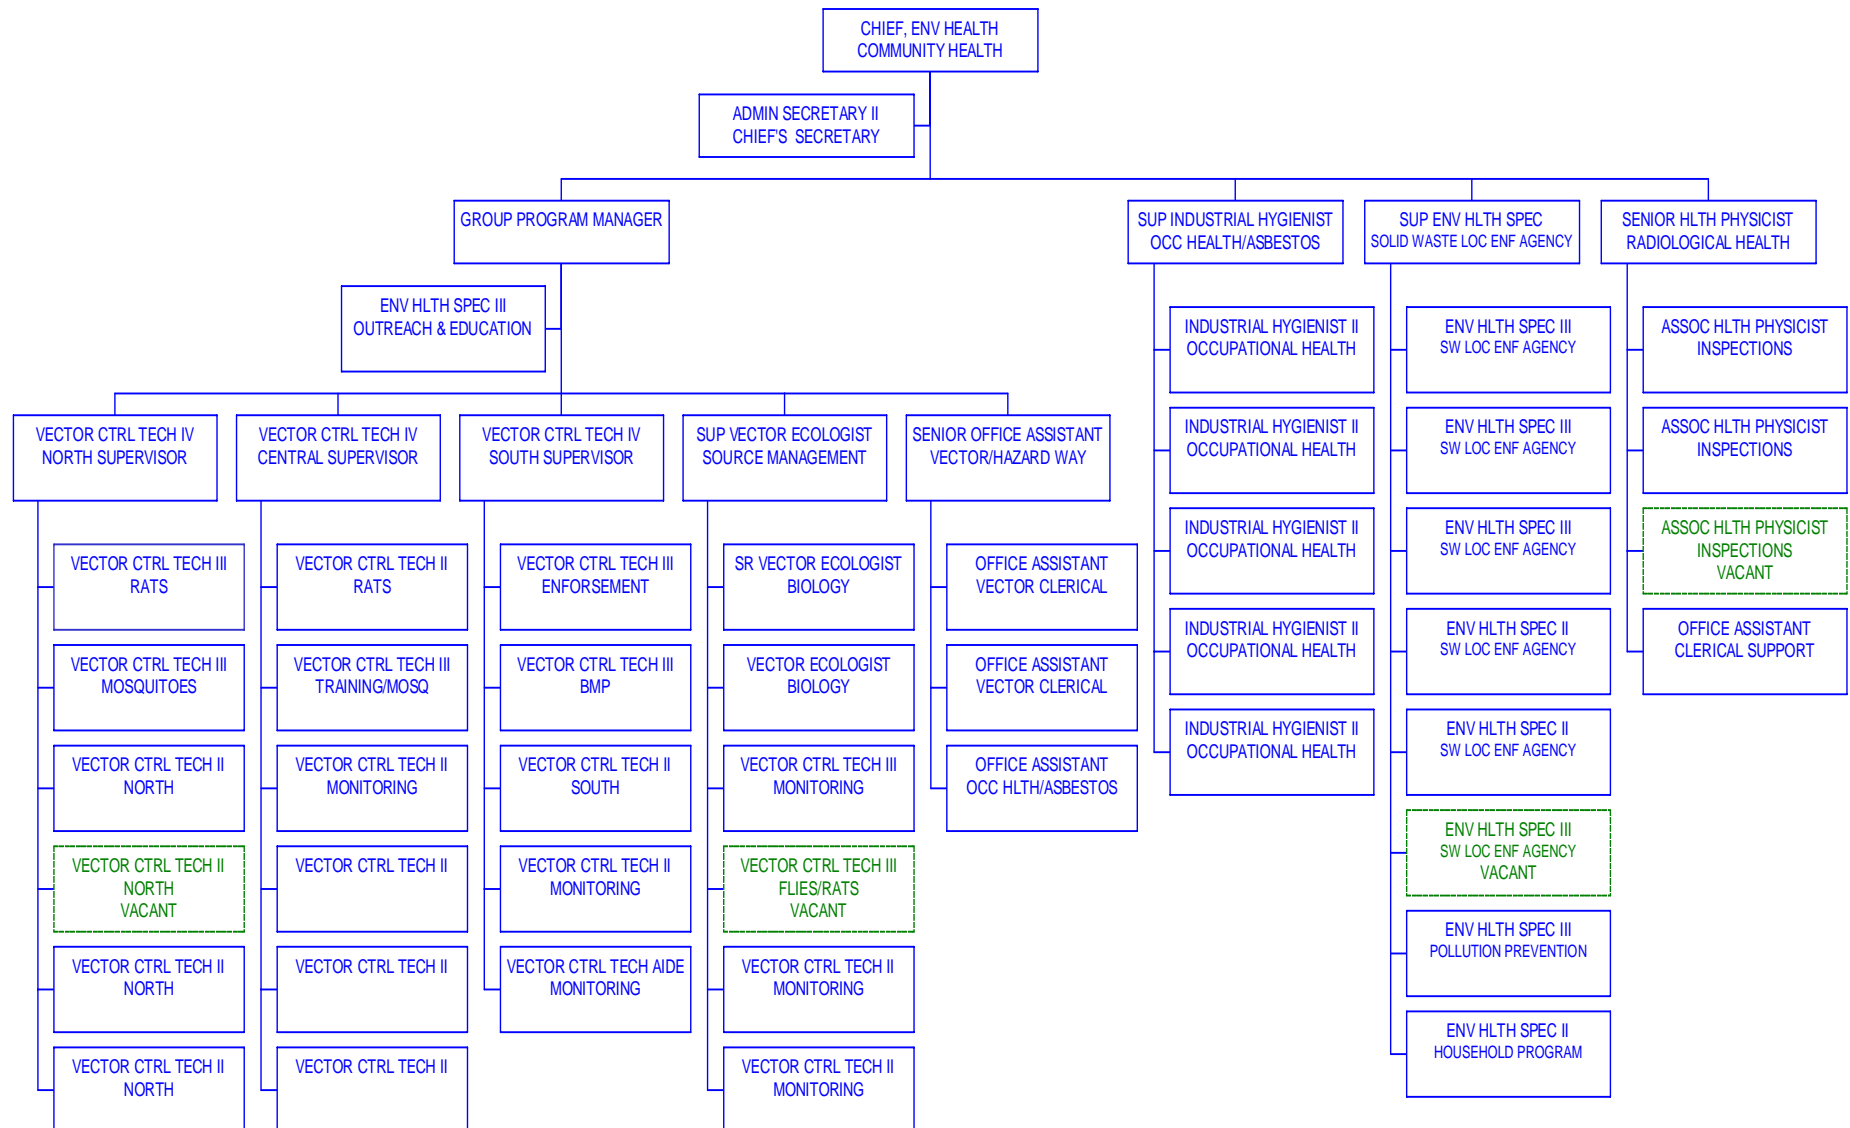 CHIEF, ENV HEALTH
COMMUNITY HEALTH
ADMIN SECRETARY II
CHIEF'S SECRETARY
GROUP PROGRAM MANAGER
SUP INDUSTRIAL HYGIENIST
OCC HEALTH/ASBESTOS
SUP ENV HLTH SPEC
SOLID WASTE LOC ENF AGENCY
SENIOR HLTH PHYSICIST
RADIOLOGICAL HEALTH
ENV HLTH SPEC III
OUTREACH & EDUCATION
VECTOR CTRL TECH IV
NORTH SUPERVISOR
VECTOR CTRL TECH III
RATS
VECTOR CTRL TECH III
MOSQUITOES
VECTOR CTRL TECH II
NORTH
VECTOR CTRL TECH II
NORTH
VACANT
VECTOR CTRL TECH II
NORTH
VECTOR CTRL TECH II
NORTH
VECTOR CTRL TECH IV
CENTRAL SUPERVISOR
VECTOR CTRL TECH II
RATS
VECTOR CTRL TECH III
TRAINING/MOSQ
VECTOR CTRL TECH II
MONITORING
VECTOR CTRL TECH II
VECTOR CTRL TECH II
VECTOR CTRL TECH II
VECTOR CTRL TECH IV
SOUTH SUPERVISOR
VECTOR CTRL TECH III
ENFORSEMENT
VECTOR CTRL TECH III
BMP
VECTOR CTRL TECH II
SOUTH
VECTOR CTRL TECH II
MONITORING
VECTOR CTRL TECH AIDE
MONITORING
SUP VECTOR ECOLOGIST
SOURCE MANAGEMENT
SR VECTOR ECOLOGIST
BIOLOGY
VECTOR ECOLOGIST
BIOLOGY
VECTOR CTRL TECH III
MONITORING
VECTOR CTRL TECH III
FLIES/RATS
VACANT
VECTOR CTRL TECH II
MONITORING
VECTOR CTRL TECH II
MONITORING
SENIOR OFFICE ASSISTANT
VECTOR/HAZARD WAY
OFFICE ASSISTANT
VECTOR CLERICAL
OFFICE ASSISTANT
VECTOR CLERICAL
OFFICE ASSISTANT
OCC HLTH/ASBESTOS
INDUSTRIAL HYGIENIST II
OCCUPATIONAL HEALTH
INDUSTRIAL HYGIENIST II
OCCUPATIONAL HEALTH
INDUSTRIAL HYGIENIST II
OCCUPATIONAL HEALTH
INDUSTRIAL HYGIENIST II
OCCUPATIONAL HEALTH
INDUSTRIAL HYGIENIST II
OCCUPATIONAL HEALTH
ENV HLTH SPEC III
SW LOC ENF AGENCY
ENV HLTH SPEC III
SW LOC ENF AGENCY
ENV HLTH SPEC III
SW LOC ENF AGENCY
ENV HLTH SPEC II
SW LOC ENF AGENCY
ENV HLTH SPEC II
SW LOC ENF AGENCY
ENV HLTH SPEC III
SW LOC ENF AGENCY
VACANT
ENV HLTH SPEC III
POLLUTION PREVENTION
ENV HLTH SPEC II
HOUSEHOLD PROGRAM
ASSOC HLTH PHYSICIST
INSPECTIONS
ASSOC HLTH PHYSICIST
INSPECTIONS
ASSOC HLTH PHYSICIST
INSPECTIONS
VACANT
OFFICE ASSISTANT
CLERICAL SUPPORT